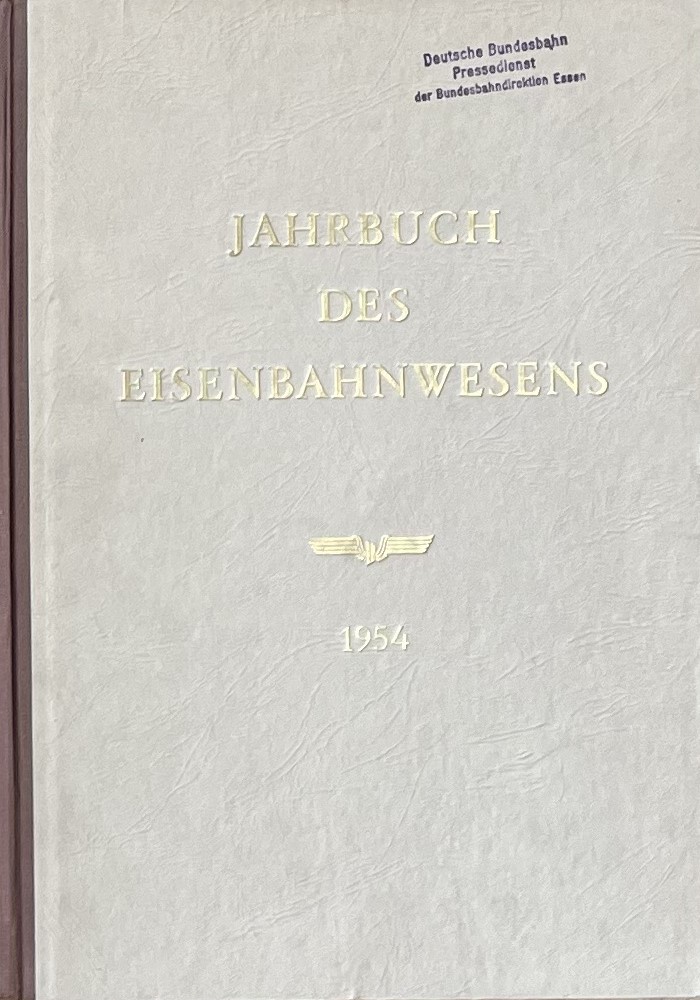 Deutsche Bundesbahn
Pressedienst
der Bundesbahndirektion Essen
JAHRBUCH
DES
EISENBAHNWESENS
1954